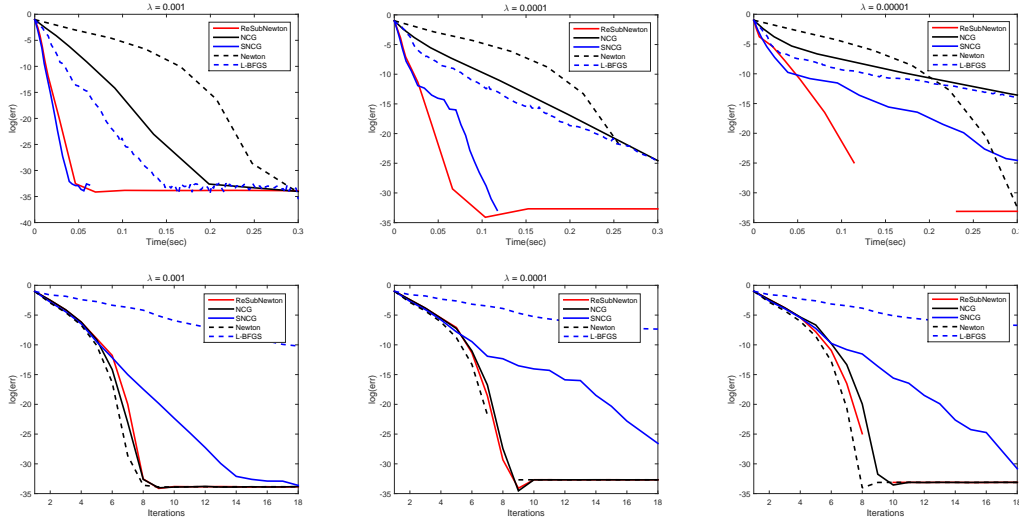 λ = 0.001
0
-5
-10
-15
-20
-25
-30
-35
-40
log(err)
0 0.05 0.1 0.15 0.2 0.25 0.3
Time(sec)
ReSubNewton
NCG
SNCG
Newton
L-BFGS
λ = 0.0001
0
-5
-10
-15
-20
-25
-30
-35
log(err)
0 0.05 0.1 0.15 0.2 0.25 0.3
Time(sec)
ReSubNewton
NCG
SNCG
Newton
L-BFGS
λ = 0.00001
0
-5
-10
-15
-20
-25
-30
-35
log(err)
0 0.05 0.1 0.15 0.2 0.25 0.3
Time(sec)
ReSubNewton
NCG
SNCG
Newton
L-BFGS
λ = 0.001
0
-5
-10
-15
-20
-25
-30
-35
log(err)
2 4 6 8 10 12 14 16 18
Iterations
ReSubNewton
NCG
SNCG
Newton
L-BFGS
λ = 0.0001
0
-5
-10
-15
-20
-25
-30
-35
log(err)
2 4 6 8 10 12 14 16 18
Iterations
ReSubNewton
NCG
SNCG
Newton
L-BFGS
λ = 0.00001
0
-5
-10
-15
-20
-25
-30
-35
log(err)
2 4 6 8 10 12 14 16 18
Iterations
ReSubNewton
NCG
SNCG
Newton
L-BFGS